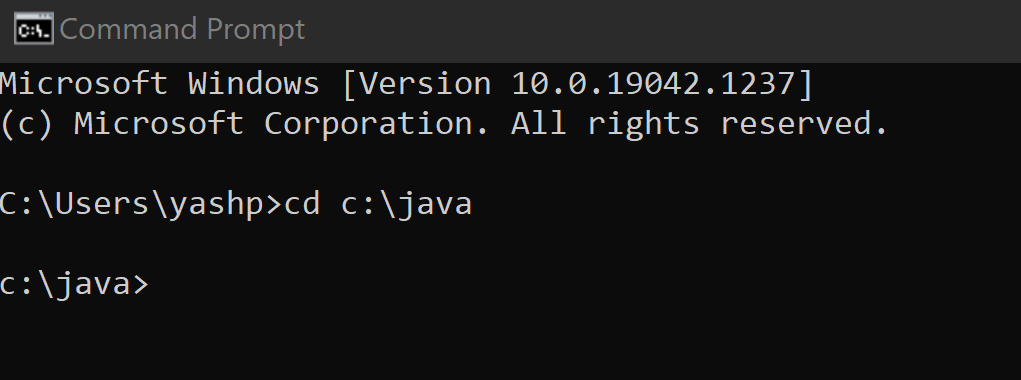 C:\.
Command Prompt
Microsoft Windows [Version 10.0.19042.1237]
(c) Microsoft Corporation. All rights reserved.
C:\Users\yashp>cd c:\java
c:\java>